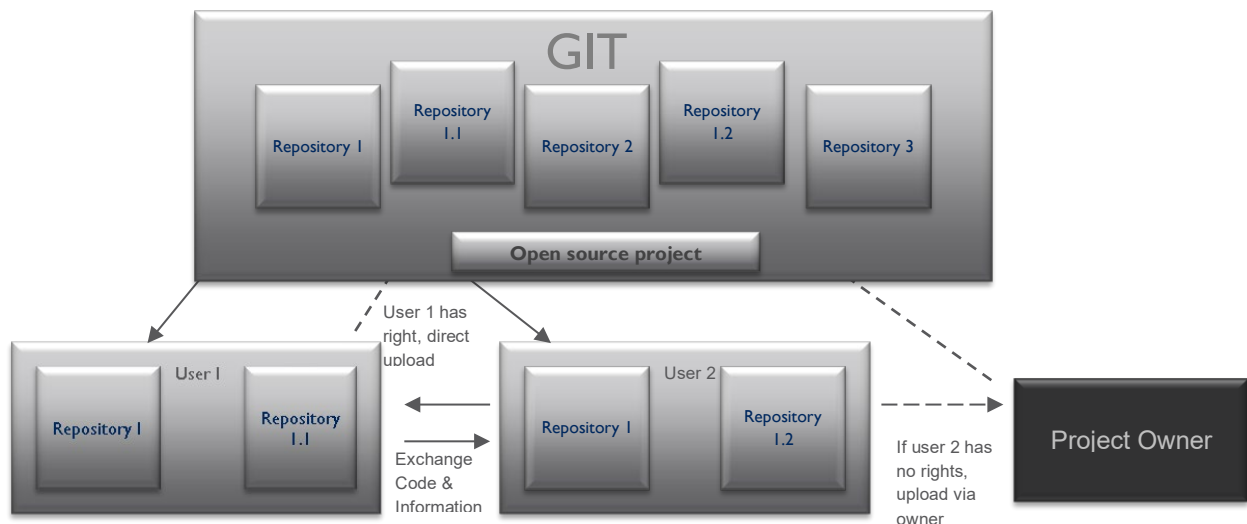 GIT
Repository 1
Repository
1.1
Repository 2
Repository
1.2
Repository 3
Open source project
User 1 has
right, direct
upload
User 1
Repository 1
Repository
1.1
Exchange
Code &
Information
User 2
Repository 1
Repository
1.2
If user 2 has
no rights,
upload via
owner
Project Owner